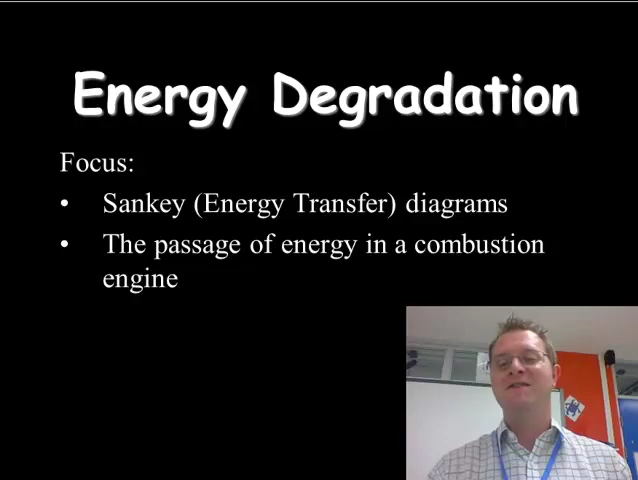 Energy Degradation
Focus:
• Sankey (Energy Transfer) diagrams
• The passage of energy in a combustion
engine